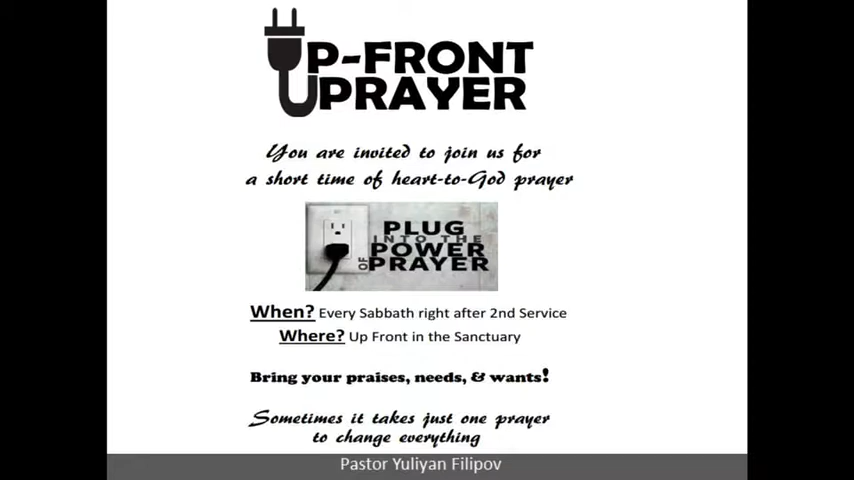 UP-FRONT
PRAYER
You are invited to join us for
a short time of heart-to-God prayer
PLUG
INTO THE
POWER
OF PRAYER
When? Every Sabbath right after 2nd Service
Where? Up Front in the Sanctuary
Bring your praises, needs, & wants!
Sometimes it takes just one prayer
to change everything
Pastor Yuliyan Filipov